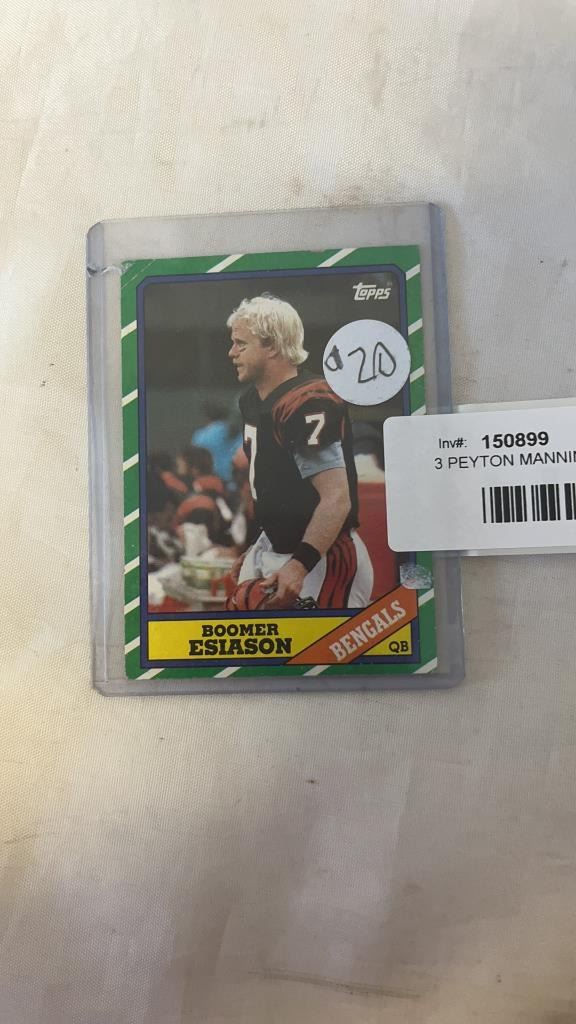 Topps
$20
7
7
Inv#: 150899
3 PEYTON MANNIN
BOOMER
ESIASON
BENGALS
QB